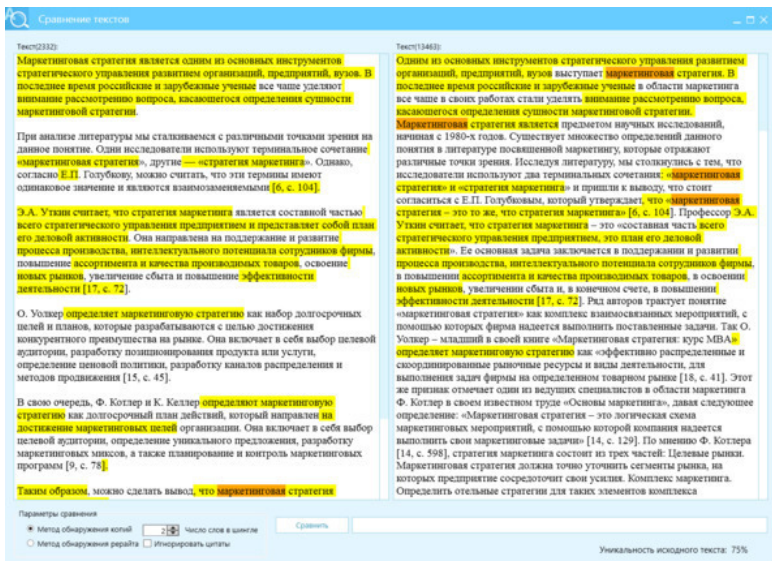 Сравнение текстов
Текст(2332):
Маркетинговая стратегия является одним из основных инструментов
стратегического управления развитием организаций, предприятий, вузов. В
последнее время российские и зарубежные ученые все чаще уделяют
внимание рассмотрению вопроса, касающегося определения сущности
маркетинговой стратегии.
При анализе литературы мы сталкиваемся с различными точками зрения на
данное понятие. Одни исследователи используют терминальное сочетание
«маркетинговая стратегия», другие — «стратегия маркетинга». Однако,
согласно Е.П. Голубкову, можно считать, что эти термины имеют
одинаковое значение и являются взаимозаменяемыми [6, с. 104].
Э.А. Уткин считает, что стратегия маркетинга является составной частью
всего стратегического управления предприятием и представляет собой план
его деловой активности. Она направлена на поддержание и развитие
процесса производства, интеллектуального потенциала сотрудников фирмы,
повышение ассортимента и качества производимых товаров, освоение
новых рынков, увеличение сбыта и повышение эффективности
деятельности [17, с. 72].
О. Уолкер определяет маркетинговую стратегию как набор долгосрочных
целей и планов, которые разрабатываются с целью достижения
конкурентного преимущества на рынке. Она включает в себя выбор целевой
аудитории, разработку позиционирования продукта или услуги,
определение ценовой политики, разработку каналов распределения и
методов продвижения [15, с. 45].
В свою очередь, Ф. Котлер и К. Келлер определяют маркетинговую
стратегию как долгосрочный план действий, который направлен на
достижение маркетинговых целей организации. Она включает в себя выбор
целевой аудитории, определение уникального предложения, разработку
маркетинговых миксов, а также планирование и контроль маркетинговых
программ [9, с. 78].
Таким образом, можно сделать вывод, что маркетинговая стратегия
Текст(13463):
Одним из основных инструментов стратегического управления развитием
организаций, предприятий, вузов выступает маркетинговая стратегия. В
последнее время российские и зарубежные ученые в области маркетинга
все чаще в своих работах стали уделять внимание рассмотрению вопроса,
касающегося определения сущности маркетинговой стратегии.
Маркетинговая стратегия является предметом научных исследований,
начиная с 1980-х годов. Существует множество определений данного
понятия в литературе посвященной маркетингу, которые отражают
различные точки зрения. Исследуя литературу, мы столкнулись с тем, что
исследователи используют два терминальных сочетания: «маркетинговая
стратегия» и «стратегия маркетинга» и пришли к выводу, что стоит
согласиться с Е.П. Голубковым, который утверждает, что «маркетинговая
стратегия – это то же, что стратегия маркетинга» [6, с. 104]. Профессор Э.А.
Уткин считает, что стратегия маркетинга – это «составная часть всего
стратегического управления предприятием, это план его деловой
активности». Ее основная задача заключается в поддержании и развитии
процесса производства, интеллектуального потенциала сотрудников фирмы,
в повышении ассортимента и качества производимых товаров, в освоении
новых рынков, увеличении сбыта и, в конечном счете, в повышении
эффективности деятельности [17, с. 72]. Ряд авторов трактует понятие
«маркетинговая стратегия» как комплекс взаимосвязанных мероприятий, с
помощью которых фирма надеется выполнить поставленные задачи. Так О.
Уолкер – младший в своей книге «Маркетинговая стратегия: курс MBA»
определяет маркетинговую стратегию как «эффективно распределенные и
скоординированные рыночные ресурсы и виды деятельности, для
выполнения задач фирмы на определенном товарном рынке [18, с. 41]. Этот
же признак отмечает один из ведущих специалистов в области маркетинга
Ф. Котлер в своем известном труде «Основы маркетинга», давая следующее
определение: «Маркетинговая стратегия – это логическая схема
маркетинговых мероприятий, с помощью которой компания надеется
выполнить свои маркетинговые задачи» [14, с. 129]. По мнению Ф. Котлера
[14, с. 598], стратегия маркетинга состоит из трех частей: Целевые рынки.
Маркетинговая стратегия должна точно уточнить сегменты рынка, на
которых предприятие сосредоточит свои усилия. Комплекс маркетинга.
Определить отельные стратегии для таких элементов комплекса
Параметры сравнения
Метод обнаружения копий
2
Число слов в шингле
Метод обнаружения рерайта
Игнорировать цитаты
Сравнить
Уникальность исходного текста: 75%